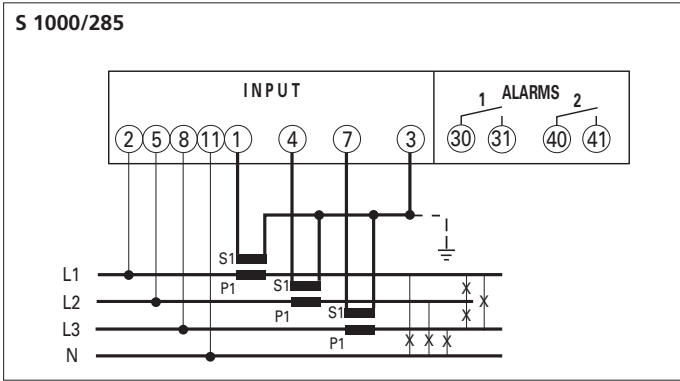 S 1000/285
INPUT
1 ALARMS 2
2 5 8 11 1 4 7 3 30 31 40 41
S1
L1
P1
S1
L2
P1
S1
L3
P1
N
X
X
X
X X X